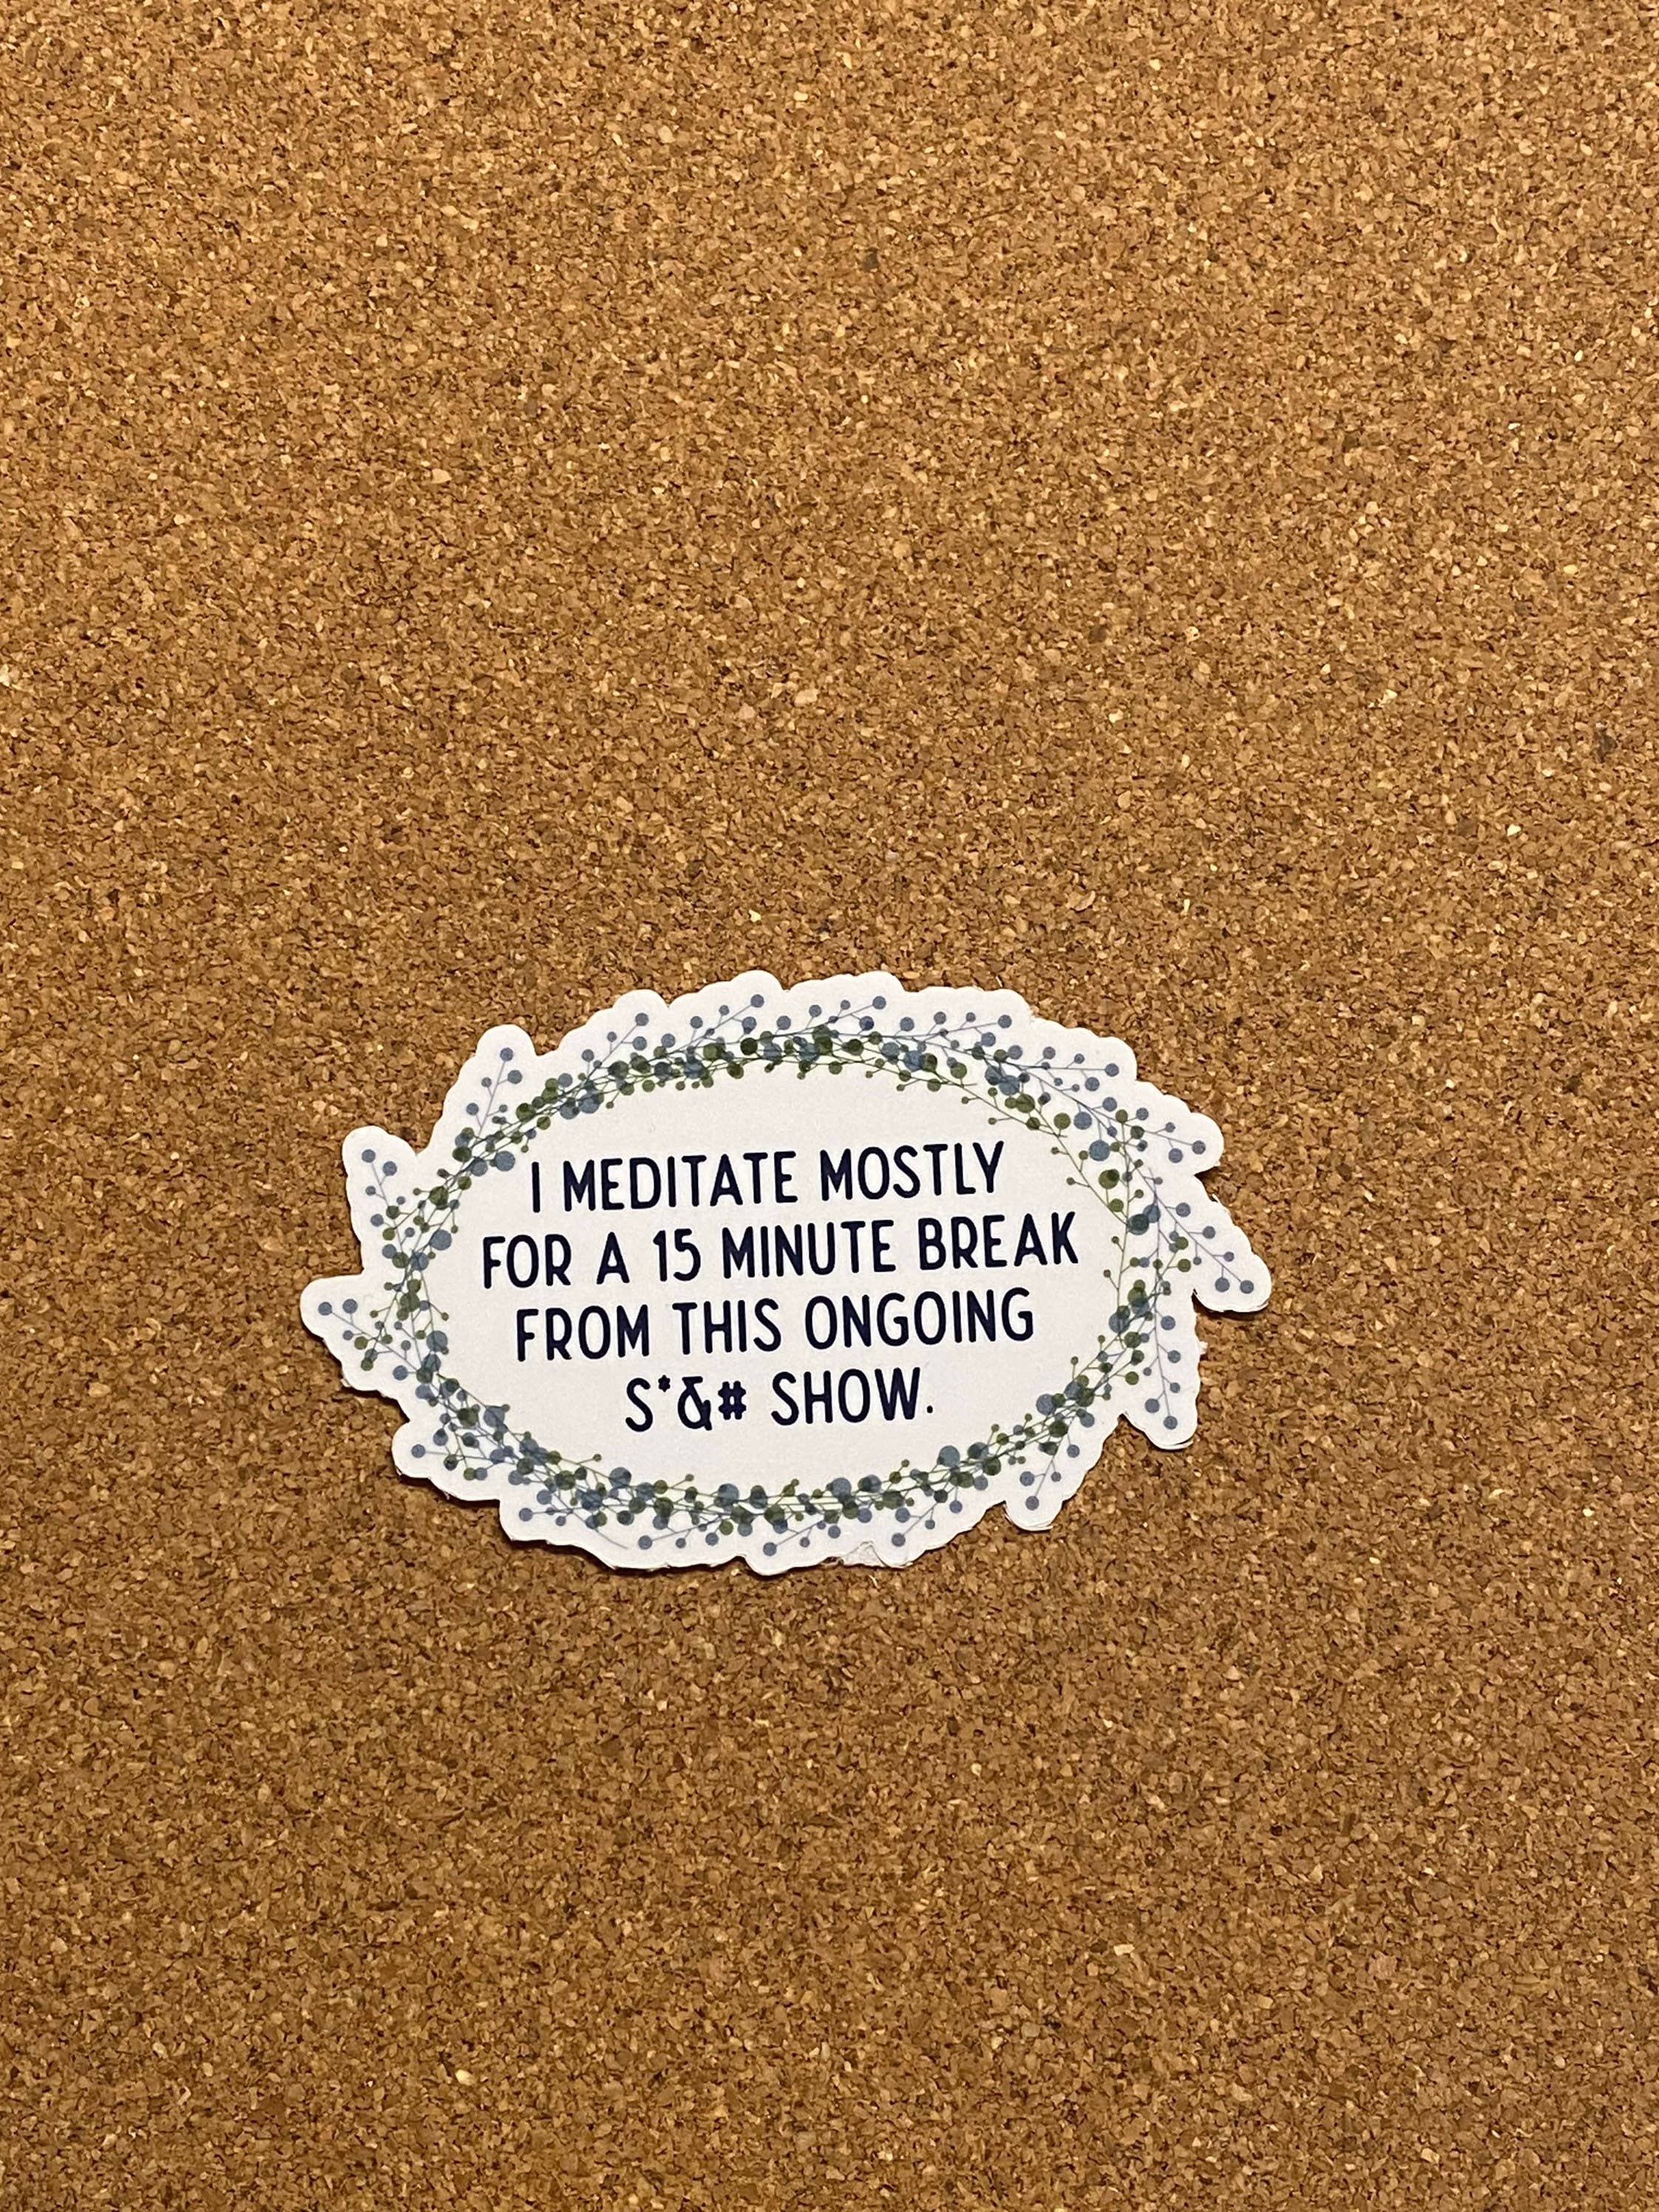 I MEDITATE MOSTLY
FOR A 15 MINUTE BREAK
FROM THIS ONGOING
S*&# SHOW.